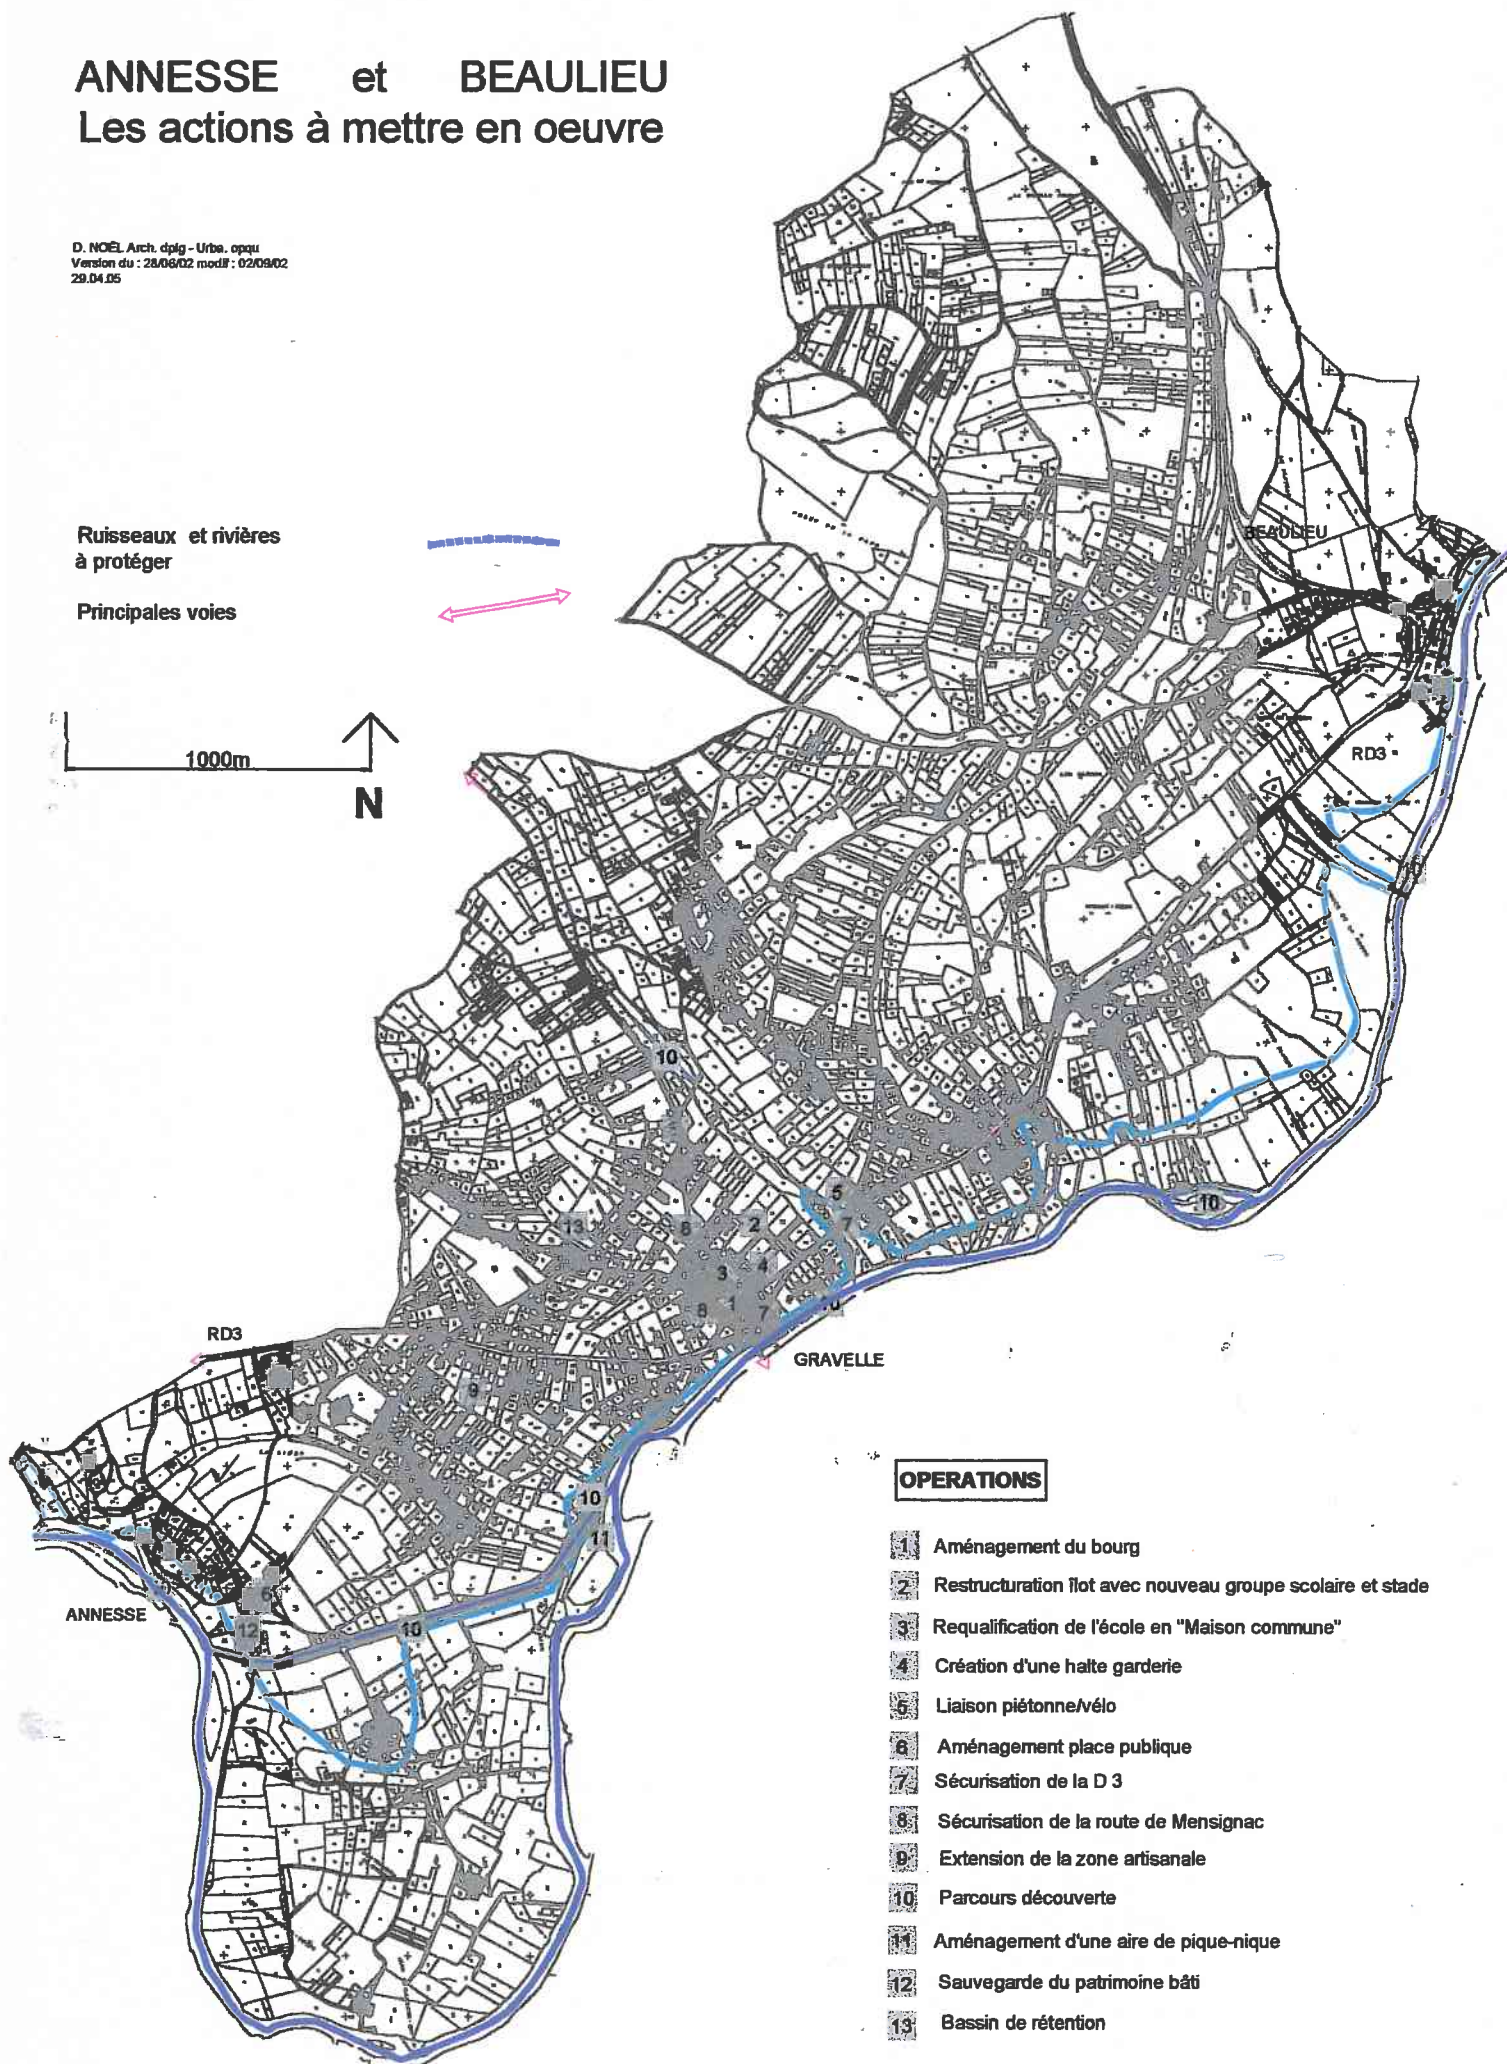 ANNESSE et BEAULIEU
Les actions à mettre en oeuvre
D. NOËL Arch. dplg - Urba. opqu
Version du : 28/06/02 modif : 02/09/02
29.04.05
Ruisseaux et rivières
à protéger
Principales voies
1000m
N
BEAULIEU
RD3
10
10
5
13
8
2
7
3
4
8
1
7
10
RD3
GRAVELLE
9
10
11
6
ANNESSE
12
10
OPERATIONS
1 Aménagement du bourg
2 Restructuration îlot avec nouveau groupe scolaire et stade
3 Requalification de l'école en "Maison commune"
4 Création d'une halte garderie
5 Liaison piétonne/vélo
6 Aménagement place publique
7 Sécurisation de la D 3
8 Sécurisation de la route de Mensignac
9 Extension de la zone artisanale
10 Parcours découverte
11 Aménagement d'une aire de pique-nique
12 Sauvegarde du patrimoine bâti
13 Bassin de rétention